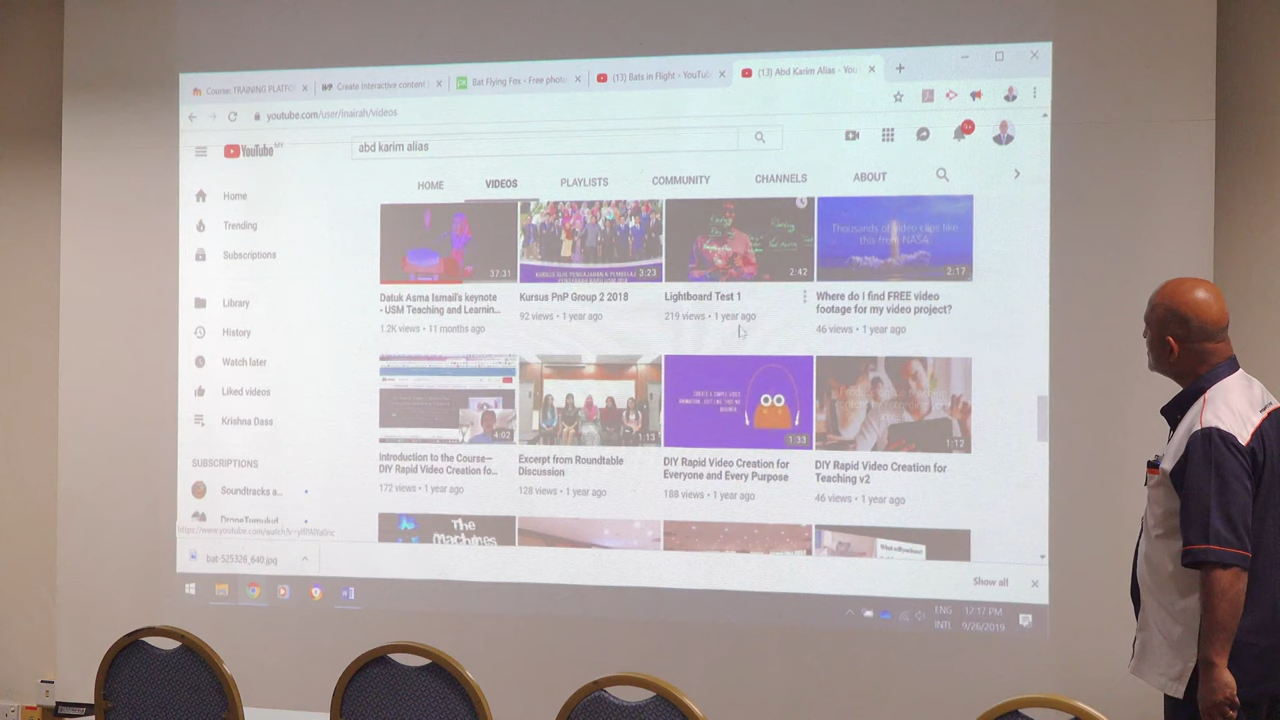 Course: TRAINING PLATFO
Create Interactive content
Bat Flying Fox - Free phot
(13) Bats in Flight - YouTub
(13) Abd Karim Alias - You
youtube.com/user/inairah/videos
YouTube MY
abd karim alias
HOME VIDEOS PLAYLISTS COMMUNITY CHANNELS ABOUT
Home
Trending
Subscriptions
Library
History
Watch later
Liked videos
Krishna Dass
SUBSCRIPTIONS
Soundtracks a...
37:31
Datuk Asma Ismail's keynote
- USM Teaching and Learnin...
1.2K views • 11 months ago
3:23
Kursus PnP Group 2 2018
92 views • 1 year ago
2:42
Lightboard Test 1
219 views • 1 year ago
Thousands of video clips like
this from NASA
2:17
Where do I find FREE video
footage for my video project?
46 views • 1 year ago
4:02
Introduction to the Course—
DIY Rapid Video Creation fo...
172 views • 1 year ago
1:13
Excerpt from Roundtable
Discussion
128 views • 1 year ago
CREATE A SIMPLE VIDEO
ANIMATION
1:33
DIY Rapid Video Creation for
Everyone and Every Purpose
188 views • 1 year ago
1:12
DIY Rapid Video Creation for
Teaching v2
46 views • 1 year ago
The
Machines
bat-525326_640.jpg
Show all
ENG
INTL
12:17 PM
9/26/2019